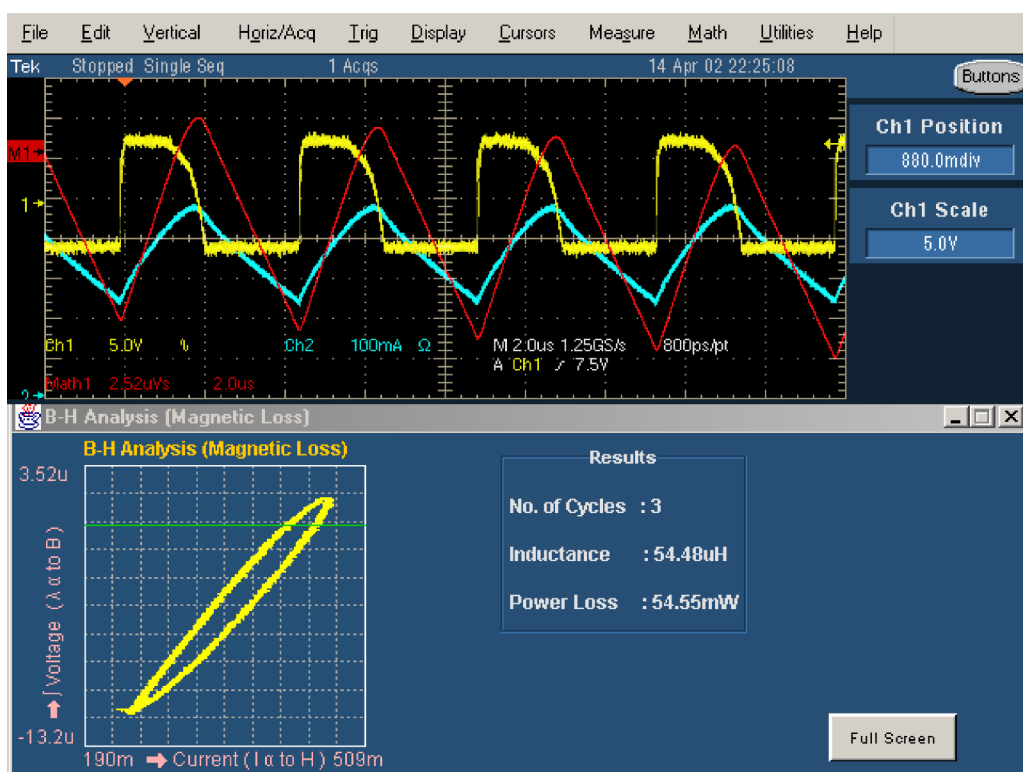 File Edit Vertical Horiz/Acq Trig Display Cursors Measure Math Utilities Help
Tek Stopped Single Seq 1 Acqs 14 Apr 02 22:25:08
Buttons
M1
Ch1 Position
880.0mdiv
1
Ch1 Scale
5.0V
Ch1 5.0V Ch2 100mA Ω M 2.0us 1.25GS/s 800ps/pt
A Ch1 7.5V
Math1 2.52uVs 2.0us
2
B-H Analysis (Magnetic Loss)
B-H Analysis (Magnetic Loss)
3.52u
∫ Voltage (λ α to B)
-13.2u
190m Current ( I α to H ) 509m
Results
No. of Cycles : 3
Inductance : 54.48uH
Power Loss : 54.55mW
Full Screen